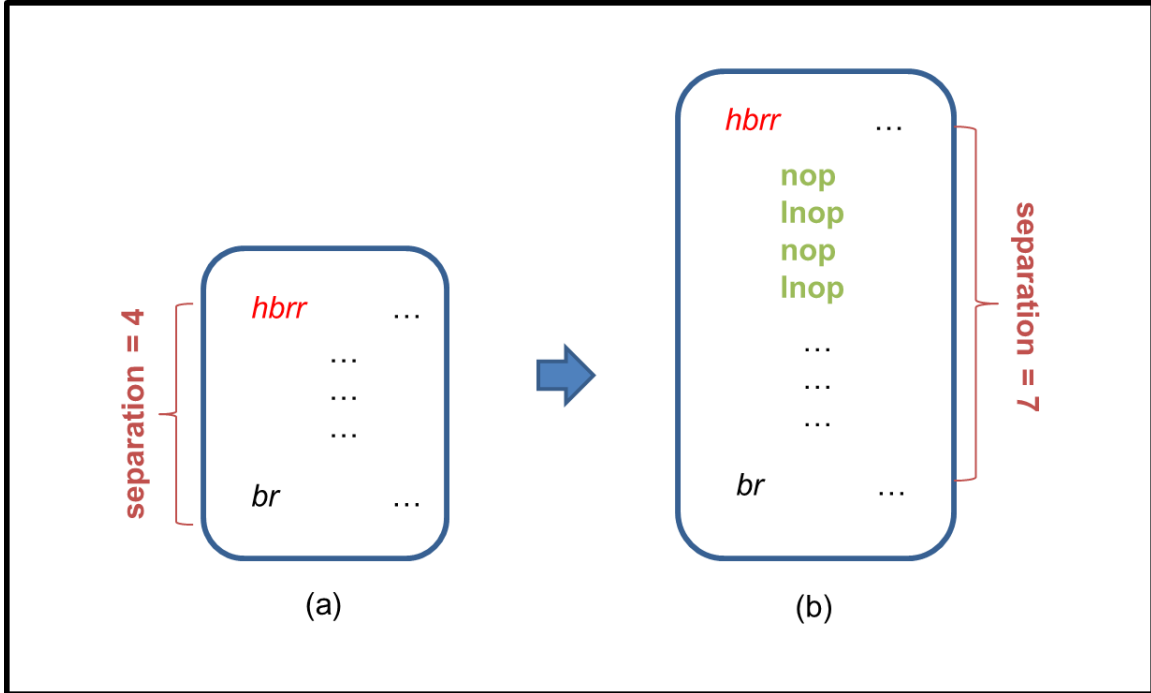 separation = 4
hbrr ...
...
...
...
br ...
(a)
hbrr ...
nop
lnop
nop
lnop
...
...
...
br ...
separation = 7
(b)